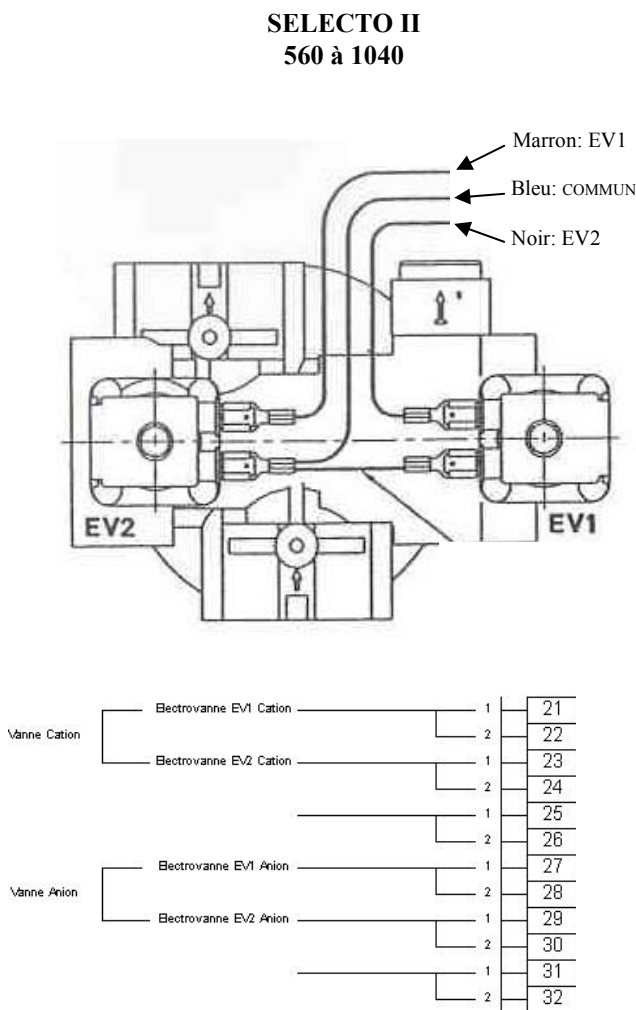 SELECTO II
560 à 1040
Marron: EV1
Bleu: COMMUN
Noir: EV2
EV2
EV1
Vanne Cation
Electrovanne EV1 Cation
1 21
2 22
Electrovanne EV2 Cation
1 23
2 24
1 25
2 26
Vanne Anion
Electrovanne EV1 Anion
1 27
2 28
Electrovanne EV2 Anion
1 29
2 30
1 31
2 32